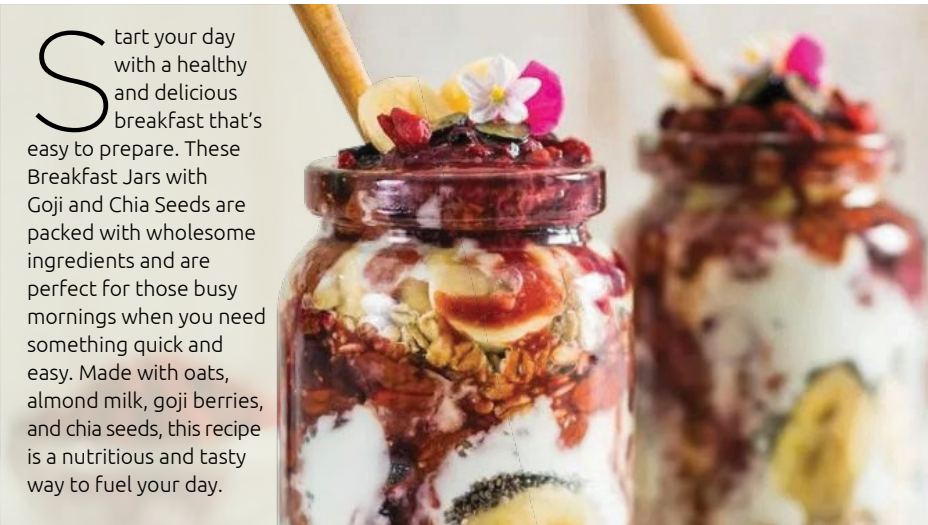 Start your day
with a healthy
and delicious
breakfast that's
easy to prepare. These
Breakfast Jars with
Goji and Chia Seeds are
packed with wholesome
ingredients and are
perfect for those busy
mornings when you need
something quick and
easy. Made with oats,
almond milk, goji berries,
and chia seeds, this recipe
is a nutritious and tasty
way to fuel your day.